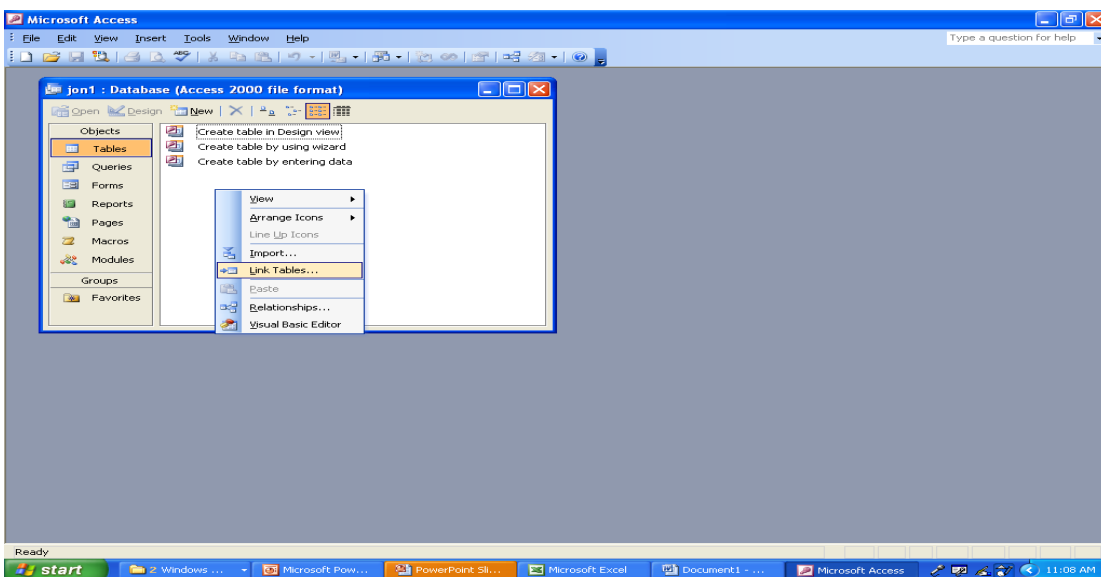 Microsoft Access
File Edit View Insert Tools Window Help Type a question for help
jon1 : Database (Access 2000 file format)
Open Design New
Objects
Tables
Queries
Forms
Reports
Pages
Macros
Modules
Groups
Favorites
Create table in Design view
Create table by using wizard
Create table by entering data
View
Arrange Icons
Line Up Icons
Import...
Link Tables...
Paste
Relationships...
Visual Basic Editor
Ready
start 2 Windows ... Microsoft Pow... PowerPoint Sli... Microsoft Excel Document1 - ... Microsoft Access 11:08 AM